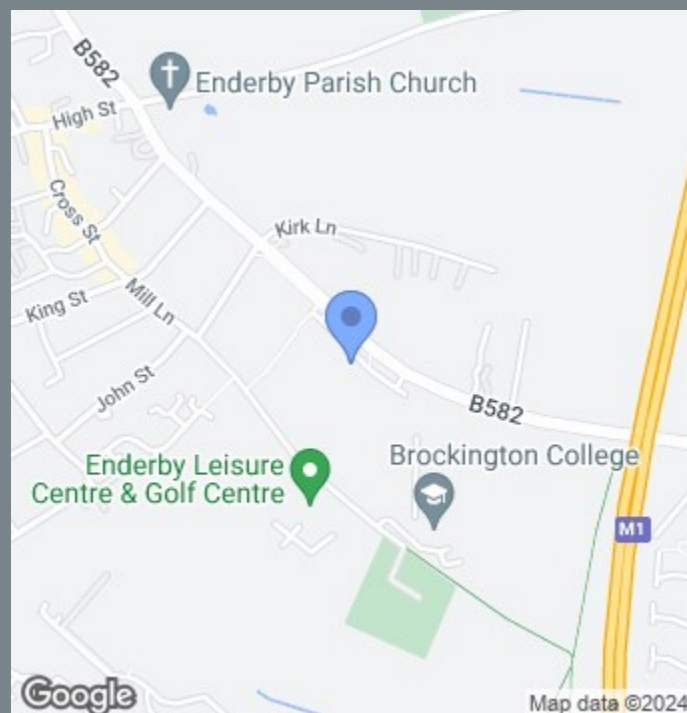 B582
Enderby Parish Church
High St
Cross St
Kirk Ln
King St
Mill Ln
John St
B582
Brockington College
Enderby Leisure
Centre & Golf Centre
M1
Google
Map data ©2024